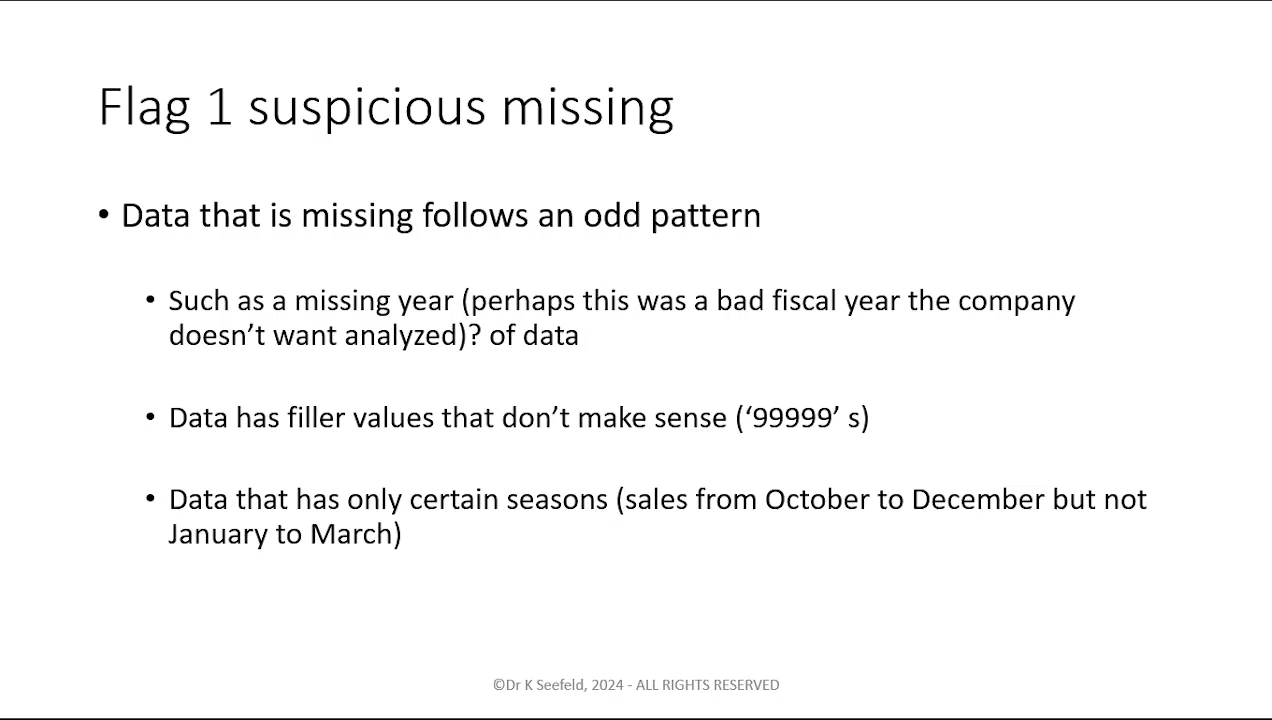 Flag 1 suspicious missing
• Data that is missing follows an odd pattern
• Such as a missing year (perhaps this was a bad fiscal year the company
doesn’t want analyzed)? of data
• Data has filler values that don’t make sense (‘99999’ s)
• Data that has only certain seasons (sales from October to December but not
January to March)
©Dr K Seefeld, 2024 - ALL RIGHTS RESERVED